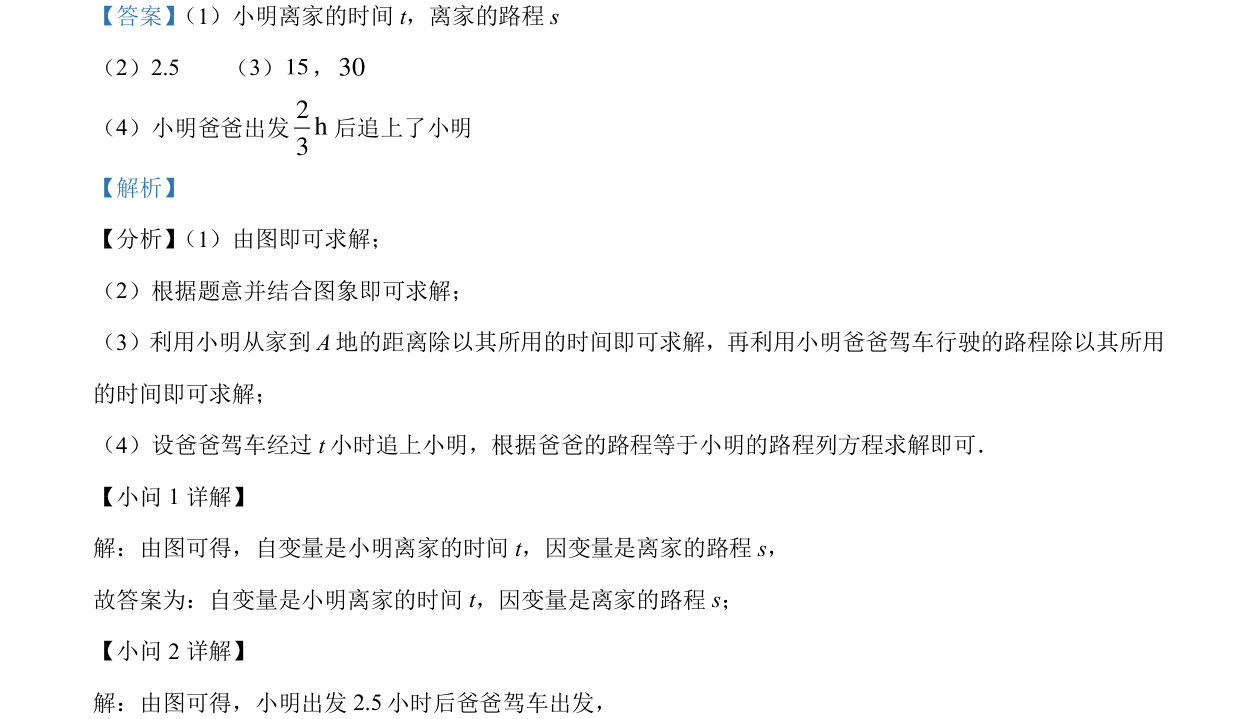 【答案】（1）小明离家的时间 t，离家的路程 s
（2）2.5 （3）15，30
（4）小明爸爸出发 2/3 h 后追上了小明
【解析】
【分析】（1）由图即可求解；
（2）根据题意并结合图象即可求解；
（3）利用小明从家到 A 地的距离除以其所用的时间即可求解，再利用小明爸爸驾车行驶的路程除以其所用
的时间即可求解；
（4）设爸爸驾车经过 t 小时追上小明，根据爸爸的路程等于小明的路程列方程求解即可．
【小问 1 详解】
解：由图可得，自变量是小明离家的时间 t，因变量是离家的路程 s，
故答案为：自变量是小明离家的时间 t，因变量是离家的路程 s；
【小问 2 详解】
解：由图可得，小明出发 2.5 小时后爸爸驾车出发，